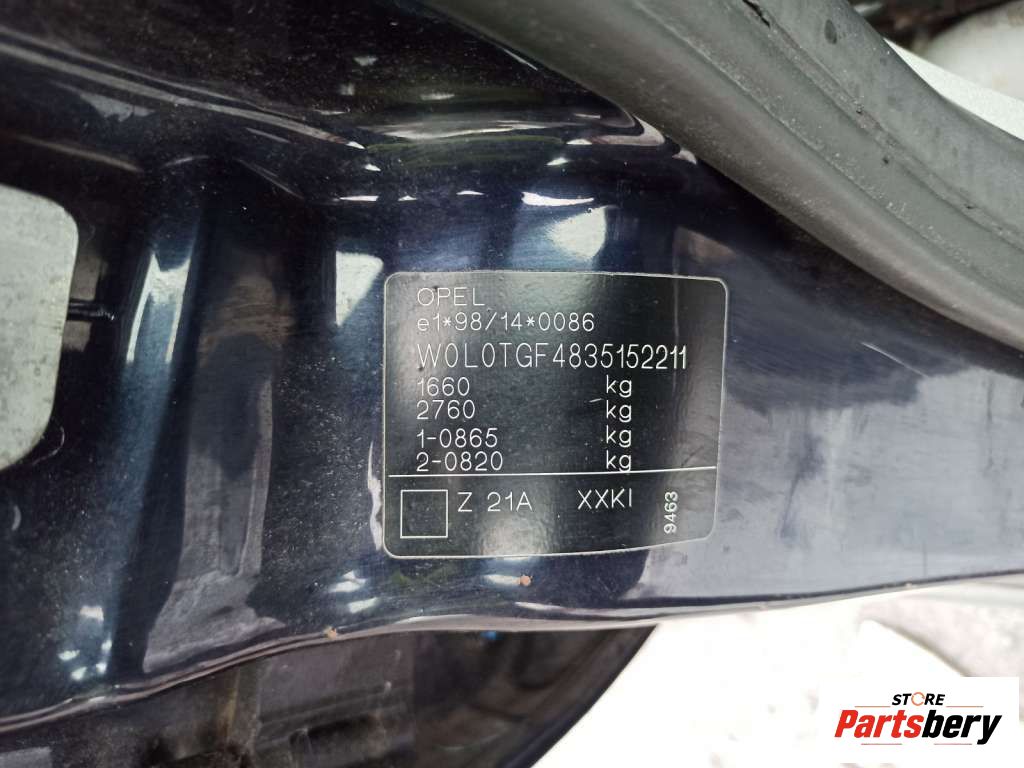 OPEL
e1*98/14*0086
W0L0TGF4835152211
1660 kg
2760 kg
1-0865 kg
2-0820 kg
Z 21A XXKI
9463
STORE
Partsbery